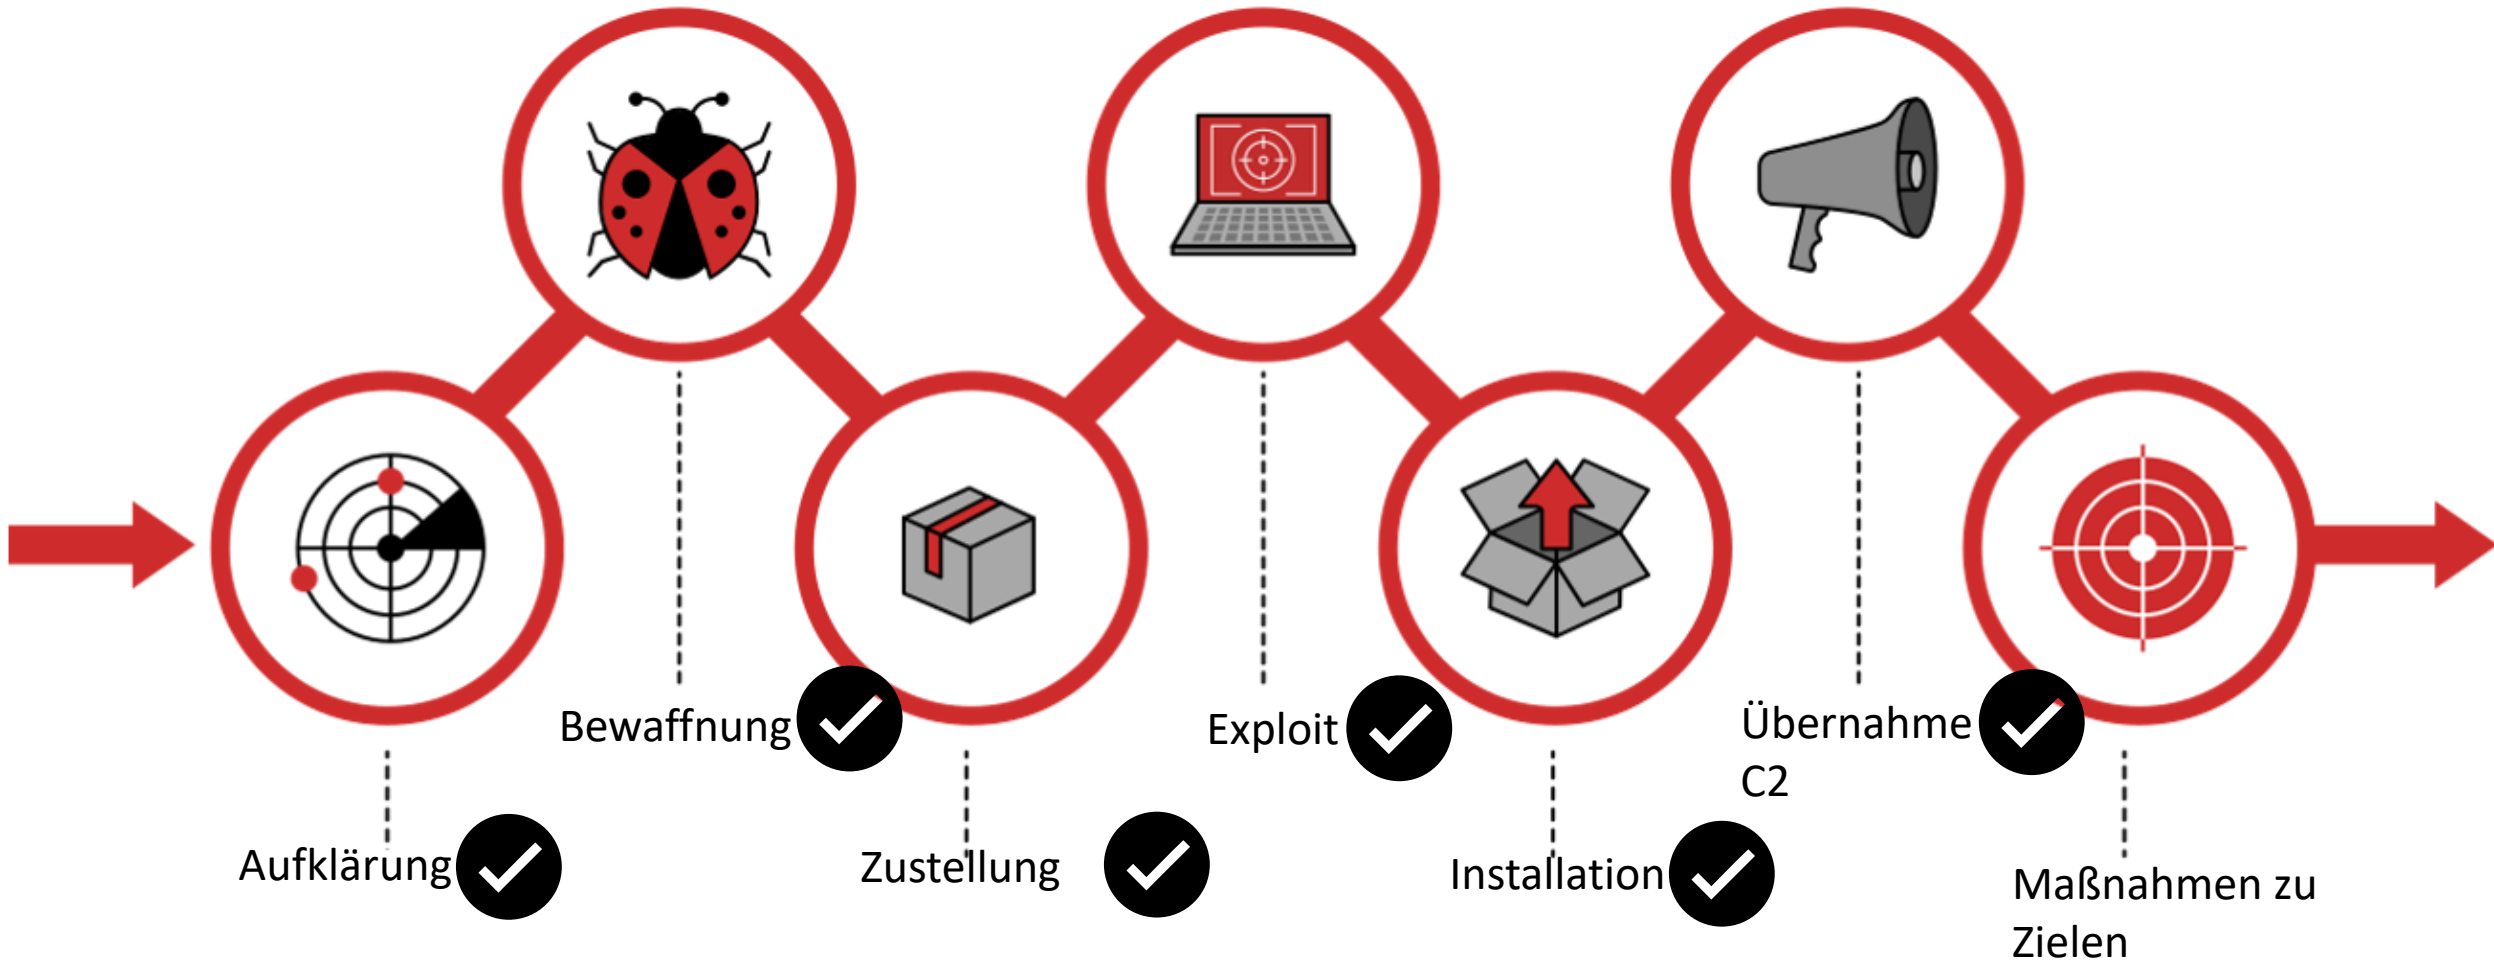 Bewaffnung
Exploit
Übernahme
C2
Aufklärung
Zustellung
Installation
Maßnahmen zu
Zielen